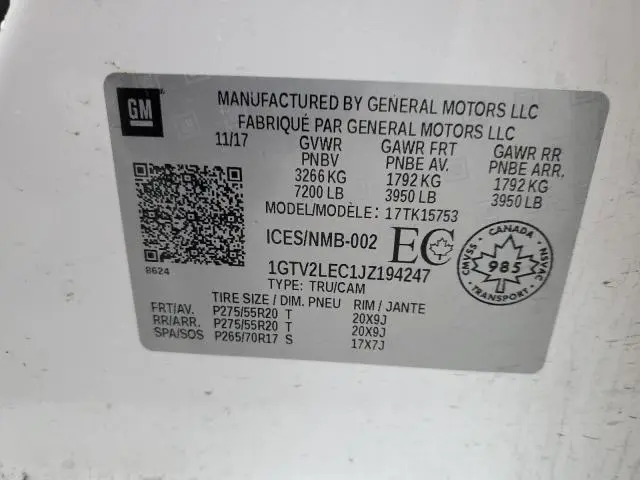 GM
MANUFACTURED BY GENERAL MOTORS LLC
FABRIQUÉ PAR GENERAL MOTORS LLC
11/17 GVWR GAWR FRT GAWR RR
PNBV PNBE AV. PNBE ARR.
3266 KG 1792 KG 1792 KG
7200 LB 3950 LB 3950 LB
MODEL/MODÈLE: 17TK15753
ICES/NMB-002 EC
CANADA
CMVSS 985 NSVAC
TRANSPORT
8624
1GTV2LEC1JZ194247
TYPE: TRU/CAM
TIRE SIZE / DIM. PNEU RIM / JANTE
FRT/AV. P275/55R20 T 20X9J
RR/ARR. P275/55R20 T 20X9J
SPA/SOS P265/70R17 S 17X7J